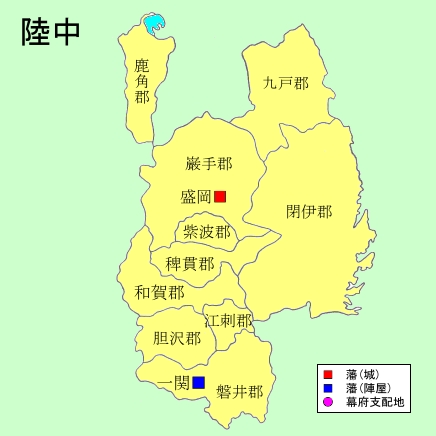 陸中
鹿角郡
九戸郡
巌手郡
盛岡
閉伊郡
紫波郡
稗貫郡
和賀郡
江刺郡
胆沢郡
一関
磐井郡
藩（城）
藩（陣屋）
幕府支配地